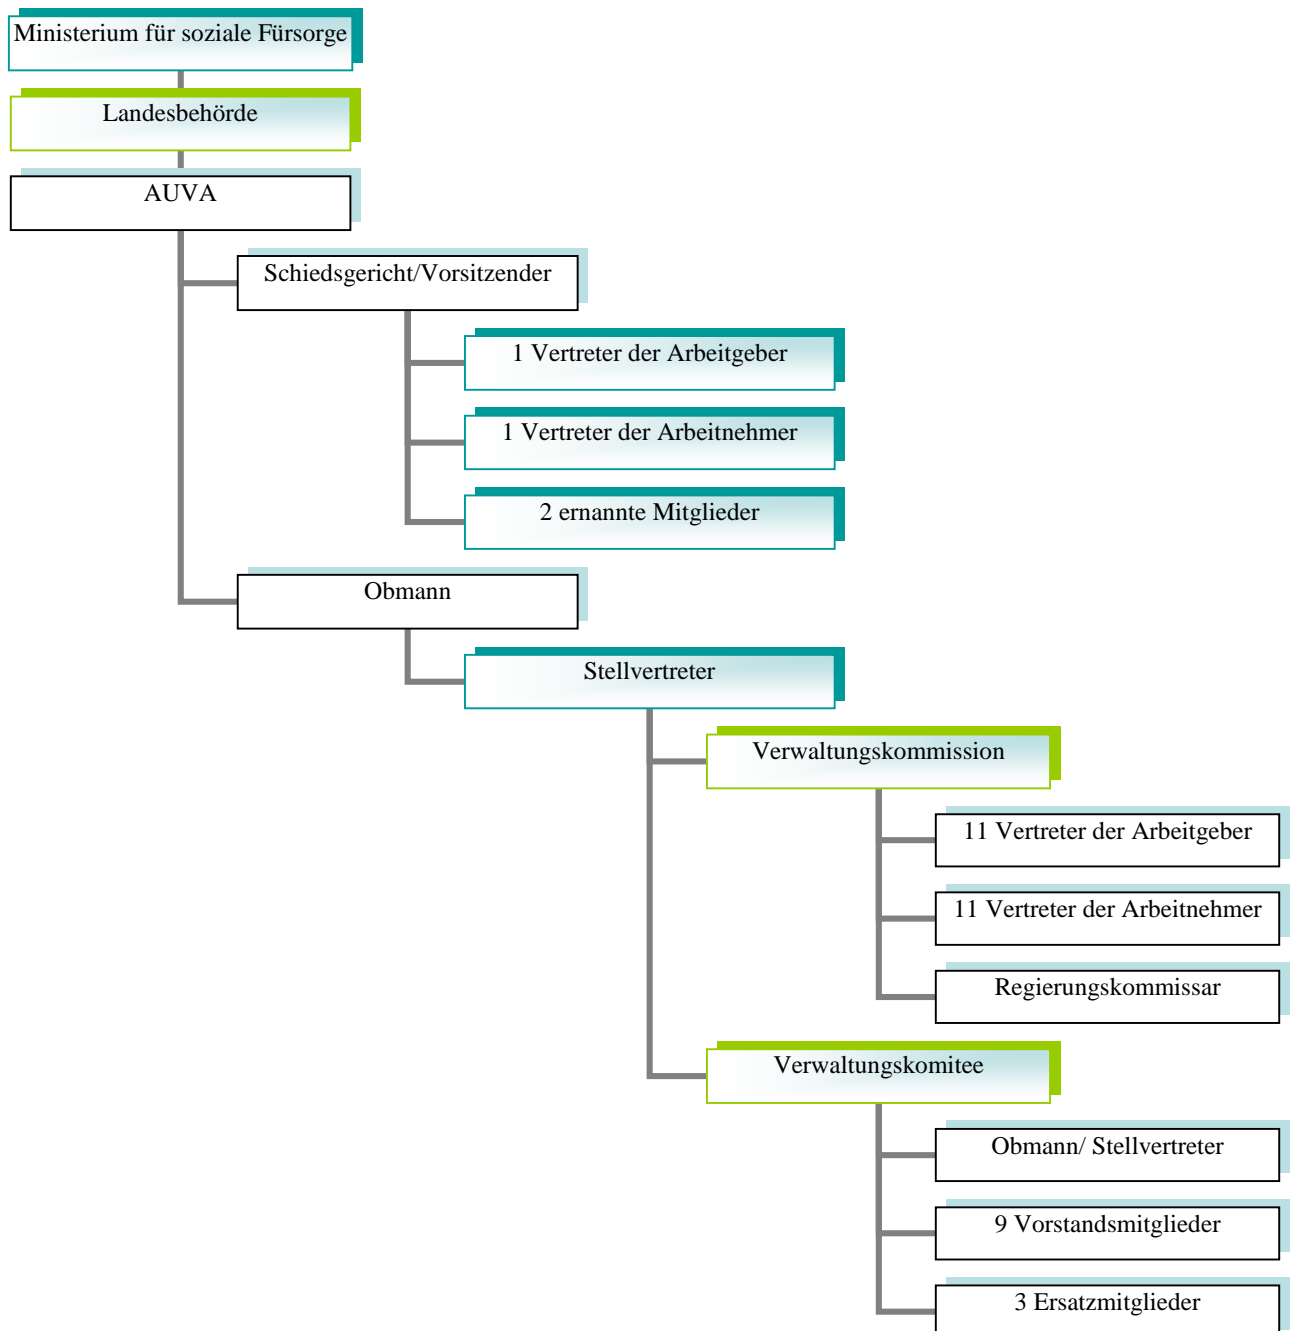 Ministerium für soziale Fürsorge
Landesbehörde
AUVA
Schiedsgericht/Vorsitzender
1 Vertreter der Arbeitgeber
1 Vertreter der Arbeitnehmer
2 ernannte Mitglieder
Obmann
Stellvertreter
Verwaltungskommission
11 Vertreter der Arbeitgeber
11 Vertreter der Arbeitnehmer
Regierungskommissar
Verwaltungskomitee
Obmann/ Stellvertreter
9 Vorstandsmitglieder
3 Ersatzmitglieder